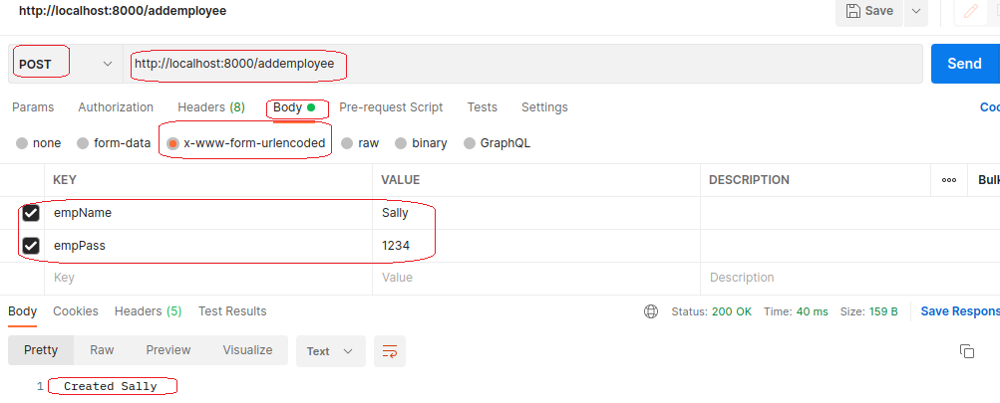 http://localhost:8000/addemployee Save
POST http://localhost:8000/addemployee Send
Params Authorization Headers (8) Body Pre-request Script Tests Settings Coo
none form-data x-www-form-urlencoded raw binary GraphQL
KEY VALUE DESCRIPTION Bulk
empName Sally
empPass 1234
Key Value Description
Body Cookies Headers (5) Test Results Status: 200 OK Time: 40 ms Size: 159 B Save Respons
Pretty Raw Preview Visualize Text
1 Created Sally